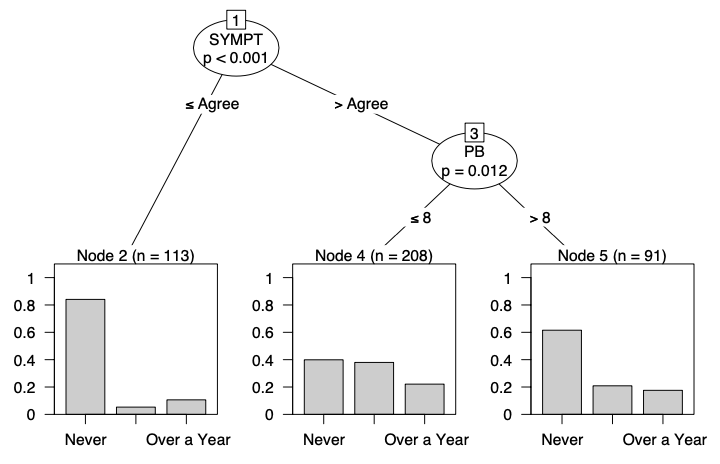 1
SYMPT
p < 0.001
≤ Agree
> Agree
3
PB
p = 0.012
≤ 8
> 8
Node 2 (n = 113)
1
0.8
0.6
0.4
0.2
0
Never
Over a Year
Node 4 (n = 208)
1
0.8
0.6
0.4
0.2
0
Never
Over a Year
Node 5 (n = 91)
1
0.8
0.6
0.4
0.2
0
Never
Over a Year